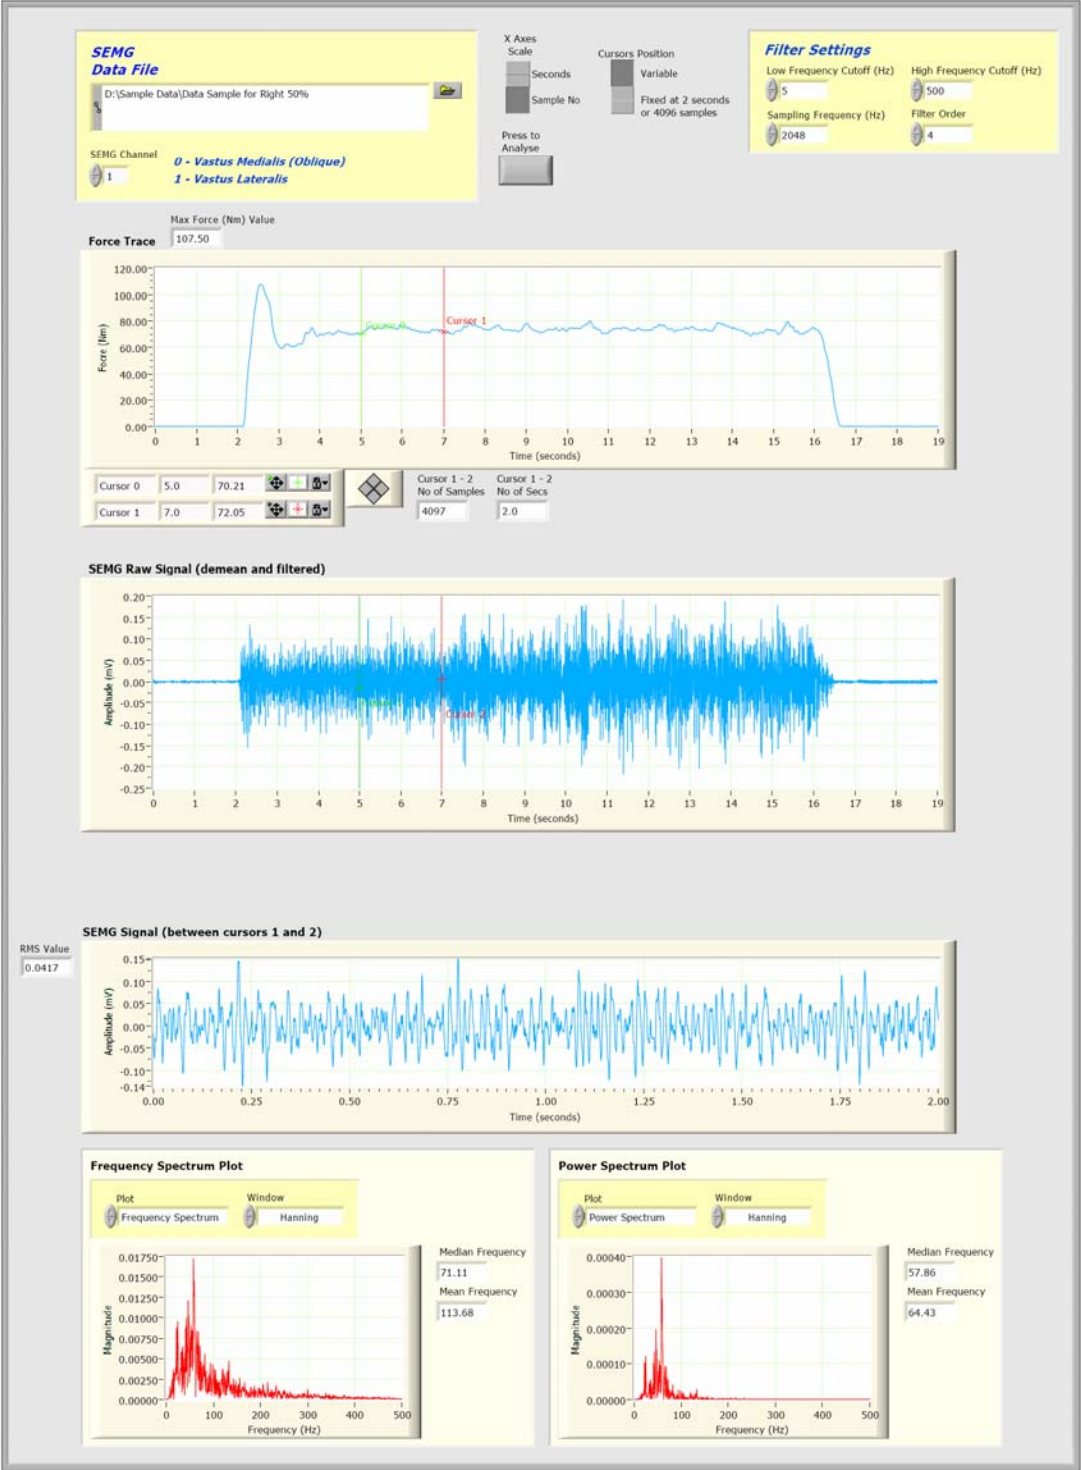 SEMG
Data File
D:\Sample Data\Data Sample for Right 50%
SEMG Channel
1
0 - Vastus Medialis (Oblique)
1 - Vastus Lateralis
X Axes
Scale
Seconds
Sample No
Cursors Position
Variable
Fixed at 2 seconds
or 4096 samples
Press to
Analyse
Filter Settings
Low Frequency Cutoff (Hz)
5
High Frequency Cutoff (Hz)
500
Sampling Frequency (Hz)
2048
Filter Order
4
Max Force (Nm) Value
107.50
Force Trace
120.00
100.00
80.00
60.00
40.00
20.00
0.00
Focre (Nm)
Cursor 0
Cursor 1
0 1 2 3 4 5 6 7 8 9 10 11 12 13 14 15 16 17 18 19
Time (seconds)
Cursor 0 5.0 70.21
Cursor 1 7.0 72.05
Cursor 1 - 2
No of Samples
4097
Cursor 1 - 2
No of Secs
2.0
SEMG Raw Signal (demean and filtered)
0.20
0.15
0.10
0.05
0.00
-0.05
-0.10
-0.15
-0.20
-0.25
Amplitude (mV)
Cursor 2
0 1 2 3 4 5 6 7 8 9 10 11 12 13 14 15 16 17 18 19
Time (seconds)
SEMG Signal (between cursors 1 and 2)
RMS Value
0.0417
0.15
0.10
0.05
0.00
-0.05
-0.10
-0.14
Amplitude (mV)
0.00 0.25 0.50 0.75 1.00 1.25 1.50 1.75 2.00
Time (seconds)
Frequency Spectrum Plot
Plot
Frequency Spectrum
Window
Hanning
0.01750
0.01500
0.01250
0.01000
0.00750
0.00500
0.00250
0.00000
Magnitude
0 100 200 300 400 500
Frequency (Hz)
Median Frequency
71.11
Mean Frequency
113.68
Power Spectrum Plot
Plot
Power Spectrum
Window
Hanning
0.00040
0.00030
0.00020
0.00010
0.00000
Magnitude
0 100 200 300 400 500
Frequency (Hz)
Median Frequency
57.86
Mean Frequency
64.43